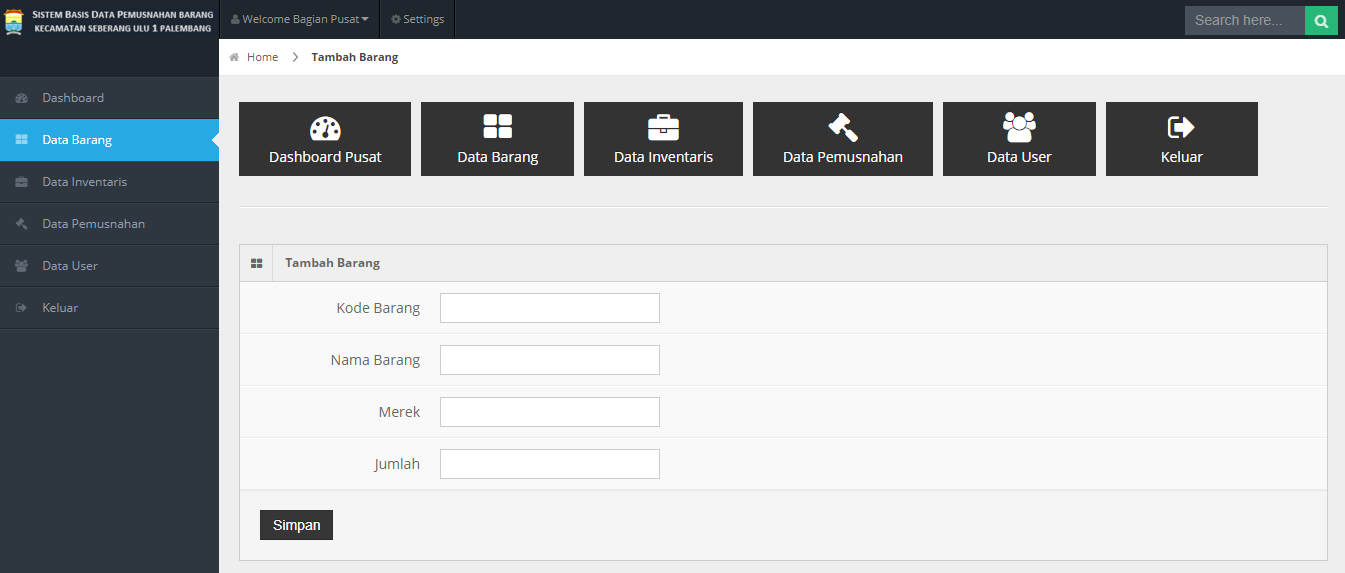 SISTEM BASIS DATA PEMUSNAHAN BARANG
KECAMATAN SEBERANG ULU 1 PALEMBANG
Welcome Bagian Pusat
Settings
Search here...
Home
Tambah Barang
Dashboard
Data Barang
Data Inventaris
Data Pemusnahan
Data User
Keluar
Dashboard Pusat
Data Barang
Data Inventaris
Data Pemusnahan
Data User
Keluar
Tambah Barang
Kode Barang
Nama Barang
Merek
Jumlah
Simpan